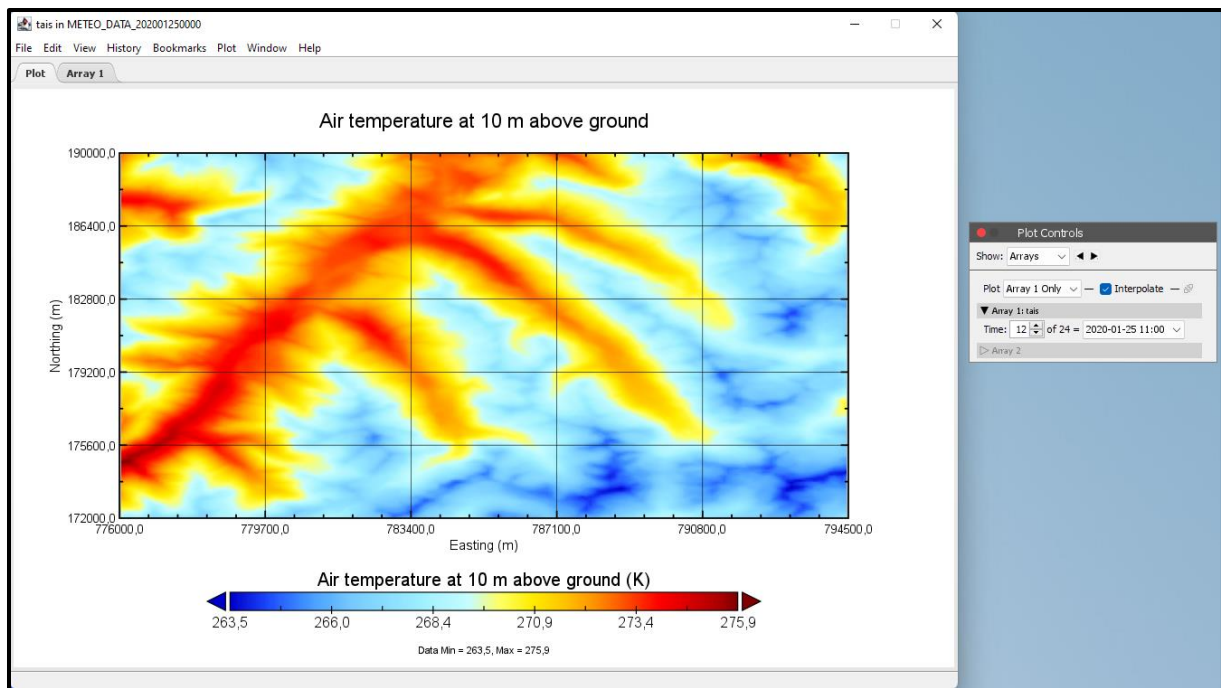 tais in METEO_DATA_202001250000
File Edit View History Bookmarks Plot Window Help
Plot Array 1
Air temperature at 10 m above ground
190000,0
186400,0
182800,0
179200,0
175600,0
172000,0
Northing (m)
776000,0 779700,0 783400,0 787100,0 790800,0 794500,0
Easting (m)
Air temperature at 10 m above ground (K)
263,5 266,0 268,4 270,9 273,4 275,9
Data Min = 263,5, Max = 275,9
Plot Controls
Show: Arrays
Plot Array 1 Only Interpolate
Array 1: tais
Time: 12 of 24 = 2020-01-25 11:00
Array 2